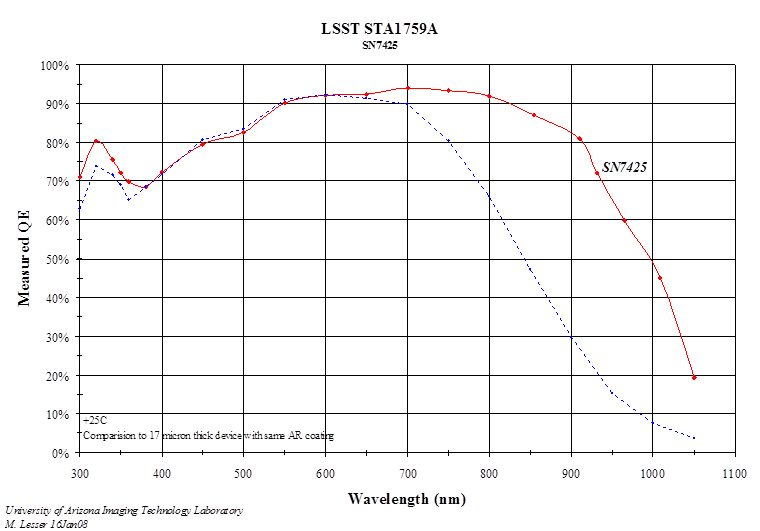 LSST STA1759A
SN7425
100%
90%
80%
70%
60%
50%
40%
30%
20%
10%
0%
Measured QE
SN7425
+25C
Comparision to 17 micron thick device with same AR coating
300 400 500 600 700 800 900 1000 1100
Wavelength (nm)
University of Arizona Imaging Technology Laboratory
M. Lesser 16Jan08